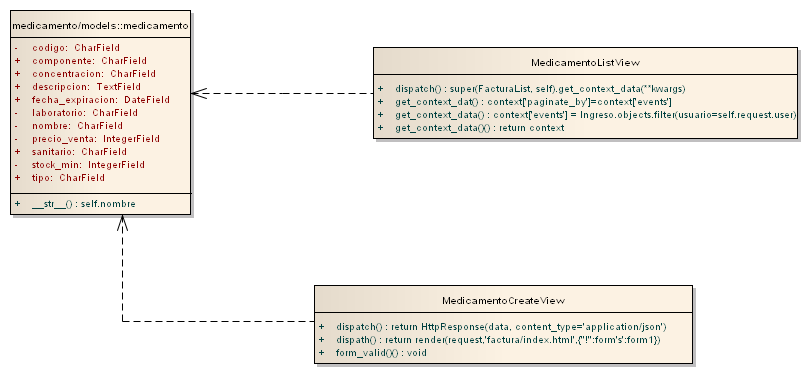 medicamento/models::medicamento
- codigo: CharField
+ componente: CharField
+ concentracion: CharField
+ descripcion: TextField
+ fecha_expiracion: DateField
- laboratorio: CharField
- nombre: CharField
- precio_venta: IntegerField
+ sanitario: CharField
- stock_min: IntegerField
+ tipo: CharField
+ __str__() : self.nombre
MedicamentoListView
+ dispatch() : super(FacturaList, self).get_context_data(**kwargs)
+ get_context_dat() : context['paginate_by']=context['events']
+ get_context_data() : context['events'] = Ingreso.objects.filter(usuario=self.request.user)
+ get_context_data()() : return context
MedicamentoCreateView
+ dispatch() : return HttpResponse(data, content_type='application/json')
+ dispath() : return render(request,'factura/index.html',{"!":form's':form1})
+ form_valid()() : void